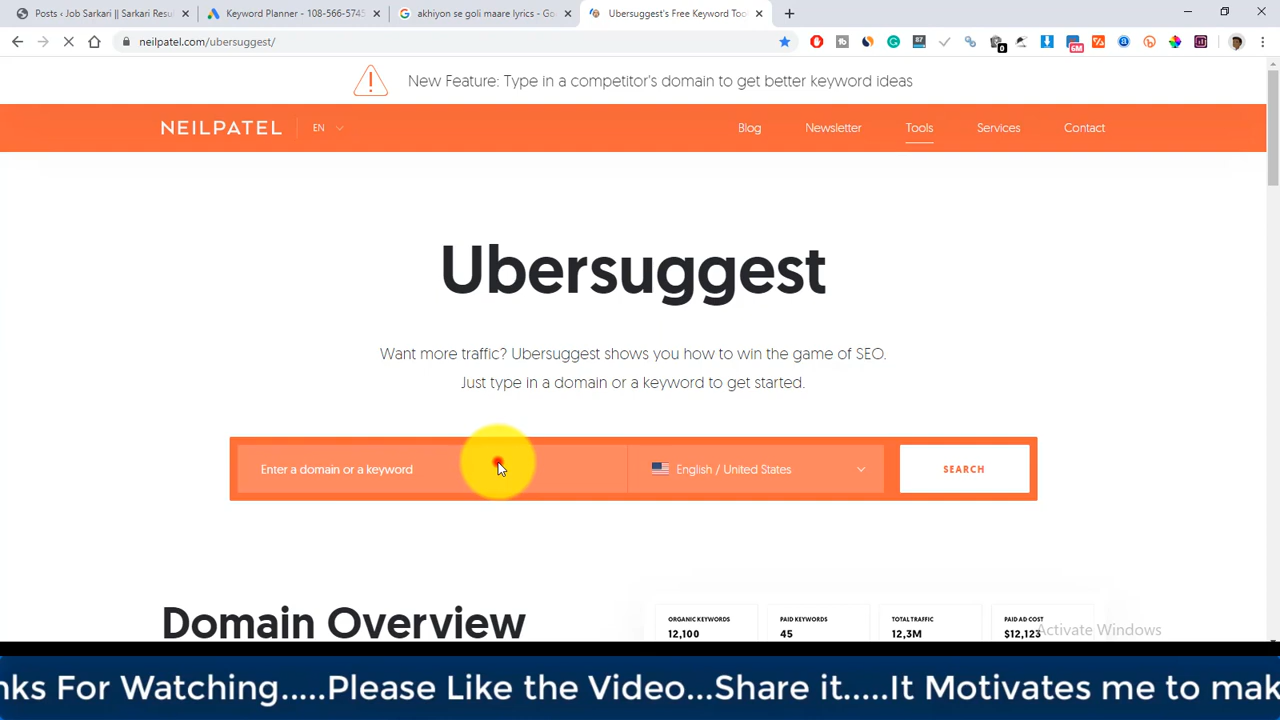 Posts ‹ Job Sarkari || Sarkari Resu
Keyword Planner - 108-566-5745
akhiyon se goli maare lyrics - Go
Ubersuggest's Free Keyword Too
neilpatel.com/ubersuggest/
87
0
EM
New Feature: Type in a competitor's domain to get better keyword ideas
NEILPATEL
EN
Blog
Newsletter
Tools
Services
Contact
Ubersuggest
Want more traffic? Ubersuggest shows you how to win the game of SEO.
Just type in a domain or a keyword to get started.
Enter a domain or a keyword
English / United States
SEARCH
Domain Overview
ORGANIC KEYWORDS
12,100
PAID KEYWORDS
45
TOTAL TRAFFIC
12,3M
PAID AD COST
$12,123
Activate Windows
nks For Watching.....Please Like the Video...Share it.....It Motivates me to mak